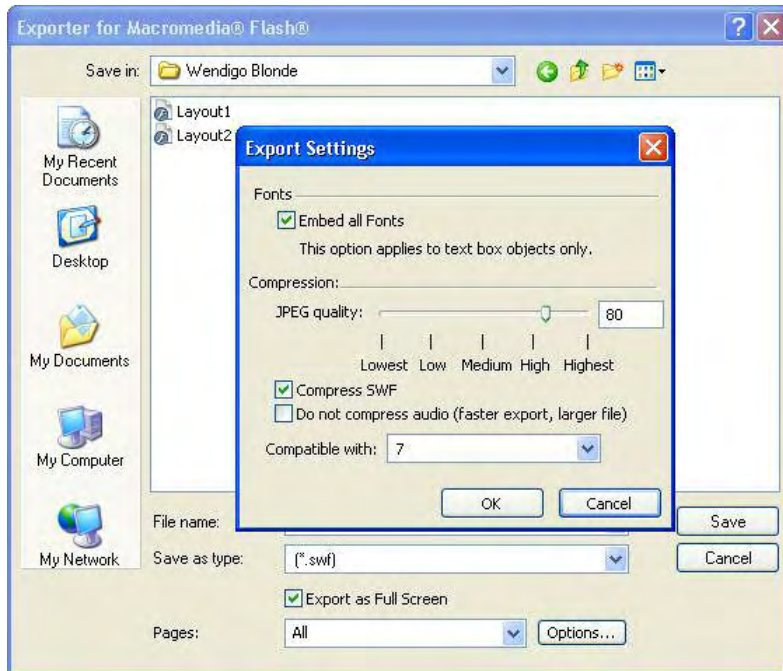 Exporter for Macromedia® Flash®
Save in: Wendigo Blonde
Layout1
Layout2
My Recent
Documents
Desktop
My Documents
My Computer
My Network
Export Settings
Fonts
Embed all Fonts
This option applies to text box objects only.
Compression:
JPEG quality: 80
Lowest Low Medium High Highest
Compress SWF
Do not compress audio (faster export, larger file)
Compatible with: 7
OK Cancel
File name: Save
Save as type: (*.swf) Cancel
Export as Full Screen
Pages: All Options...